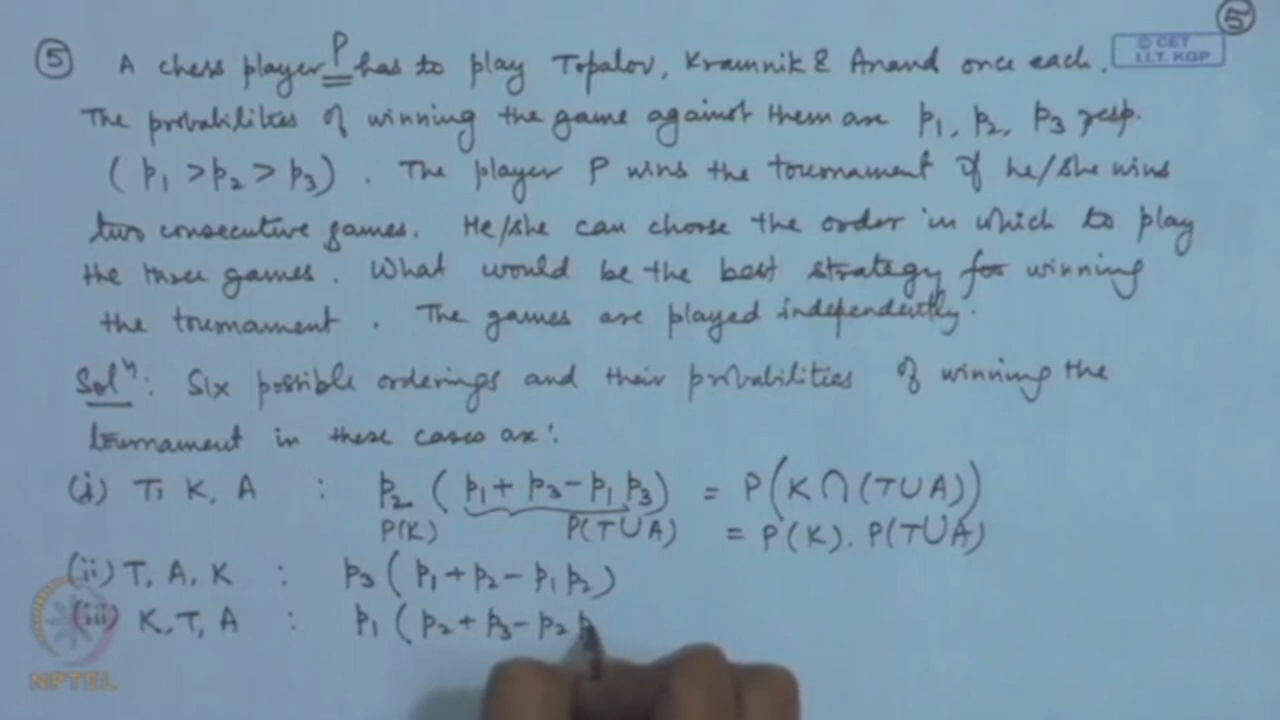 5
© CET
I.I.T. KGP
5 A chess player P has to play Topalov, Kramnik & Anand once each.
The probabilities of winning the game against them are p1, p2, p3 resp.
(p1 > p2 > p3). The player P wins the tournament if he/she wins
two consecutive games. He/she can choose the order in which to play
the three games. What would be the best strategy for winning
the tournament. The games are played independently.
Solⁿ: Six possible orderings and their probabilities of winning the
tournament in these cases are:
(i) T, K, A : p2 (p1 + p3 - p1 p3) = P(K ∩ (T ∪ A))
P(K) P(T ∪ A) = P(K). P(T ∪ A)
(ii) T, A, K : p3 (p1 + p2 - p1 p2)
(iii) K, T, A : p1 (p2 + p3 - p2 p
NPTEL